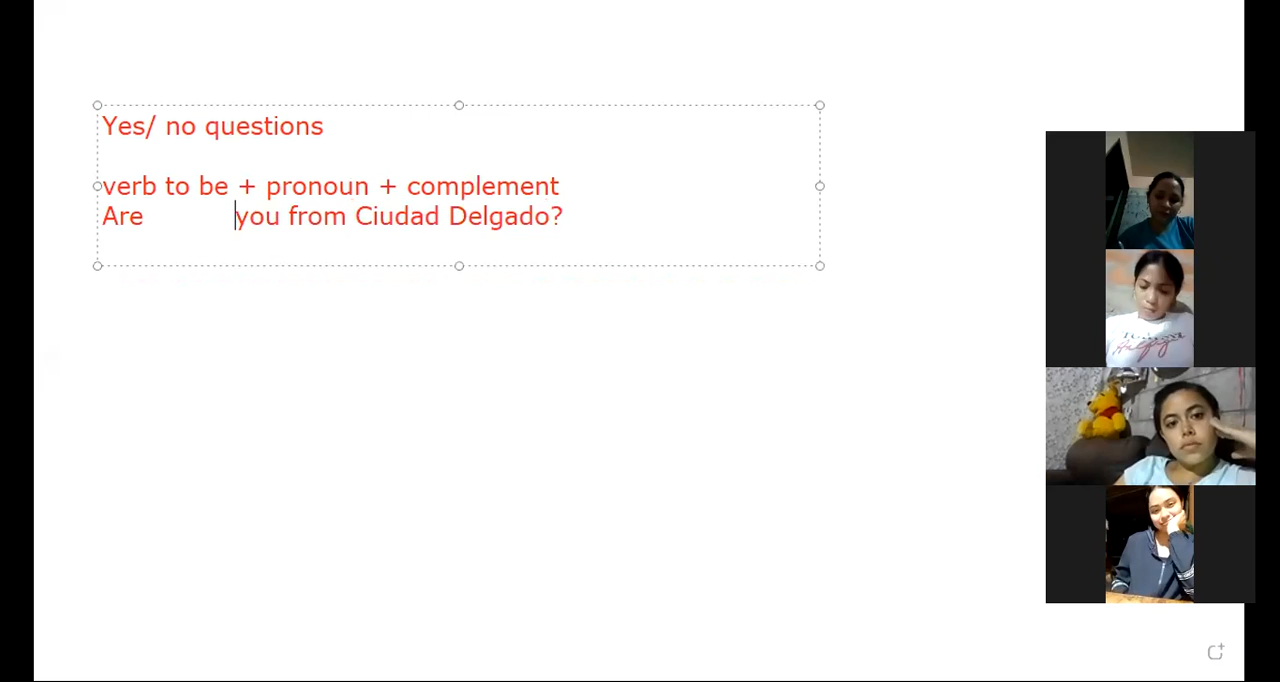 Yes/ no questions
verb to be + pronoun + complement
Are you from Ciudad Delgado?